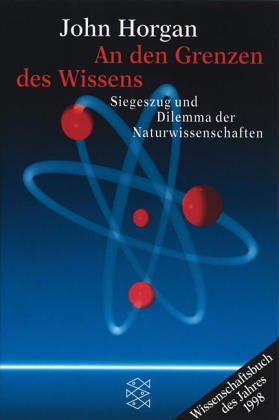 John Horgan
An den Grenzen
des Wissens
Siegeszug und
Dilemma der
Naturwissenschaften
Wissenschaftsbuch
des Jahres
1998